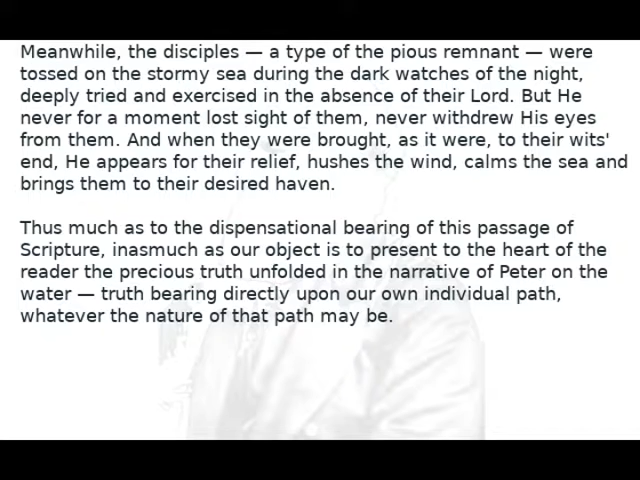 Meanwhile, the disciples — a type of the pious remnant — were
tossed on the stormy sea during the dark watches of the night,
deeply tried and exercised in the absence of their Lord. But He
never for a moment lost sight of them, never withdrew His eyes
from them. And when they were brought, as it were, to their wits'
end, He appears for their relief, hushes the wind, calms the sea and
brings them to their desired haven.
Thus much as to the dispensational bearing of this passage of
Scripture, inasmuch as our object is to present to the heart of the
reader the precious truth unfolded in the narrative of Peter on the
water — truth bearing directly upon our own individual path,
whatever the nature of that path may be.